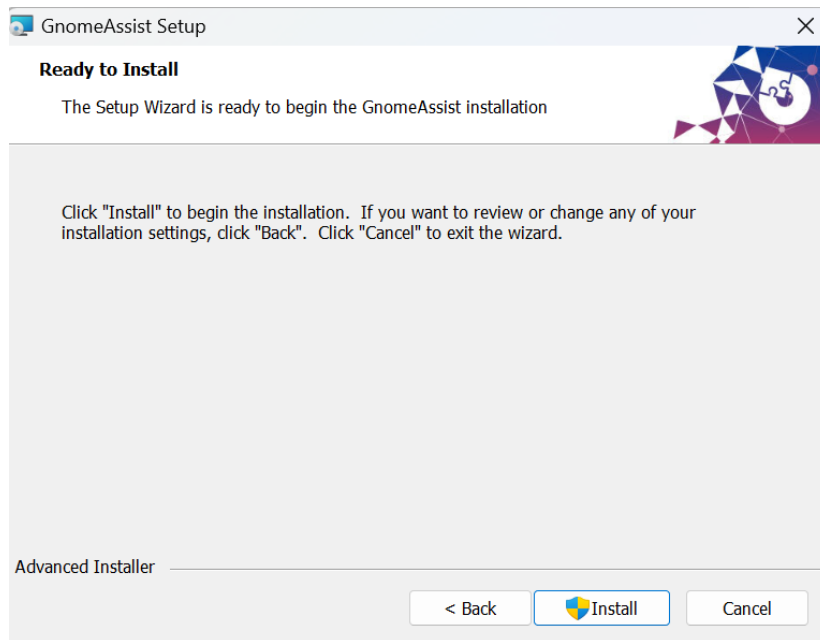 GnomeAssist Setup
Ready to Install
The Setup Wizard is ready to begin the GnomeAssist installation
Click "Install" to begin the installation.  If you want to review or change any of your
installation settings, click "Back".  Click "Cancel" to exit the wizard.
Advanced Installer
< Back
Install
Cancel